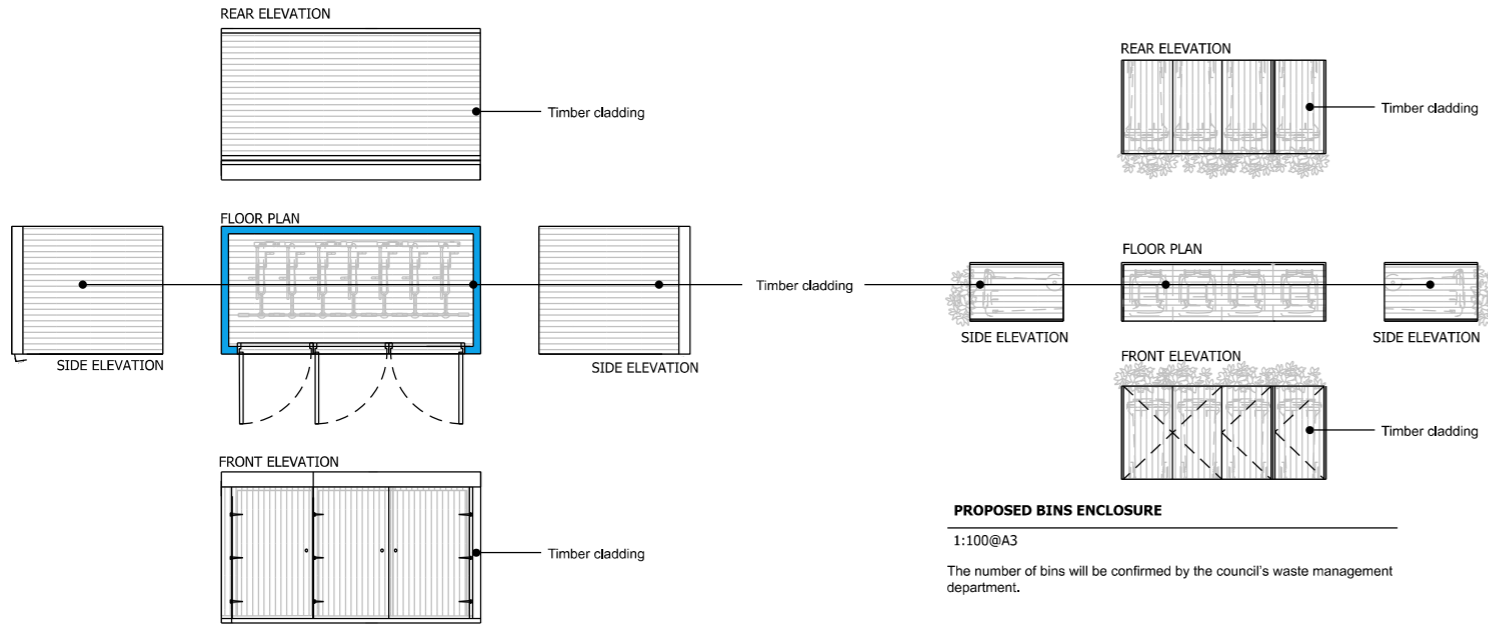 REAR ELEVATION
Timber cladding
FLOOR PLAN
SIDE ELEVATION
SIDE ELEVATION
Timber cladding
FRONT ELEVATION
Timber cladding
REAR ELEVATION
Timber cladding
FLOOR PLAN
SIDE ELEVATION
SIDE ELEVATION
FRONT ELEVATION
Timber cladding
PROPOSED BINS ENCLOSURE
1:100@A3
The number of bins will be confirmed by the council's waste management
department.